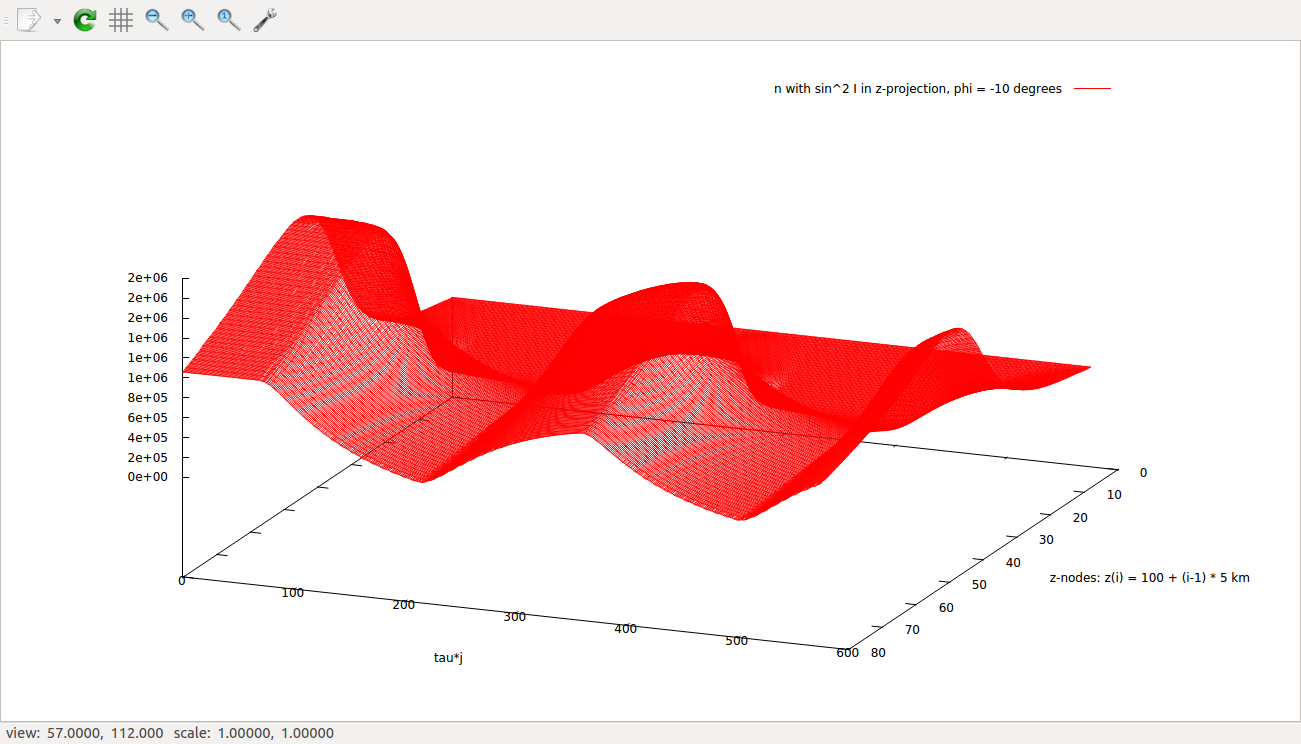 n with sin^2 I in z-projection, phi = -10 degrees
2e+06
2e+06
2e+06
1e+06
1e+06
1e+06
8e+05
6e+05
4e+05
2e+05
0e+00
0
100
200
300
400
500
600
0
10
20
30
40
50
60
70
80
z-nodes: z(i) = 100 + (i-1) * 5 km
tau*j
view: 57.0000, 112.000 scale: 1.00000, 1.00000